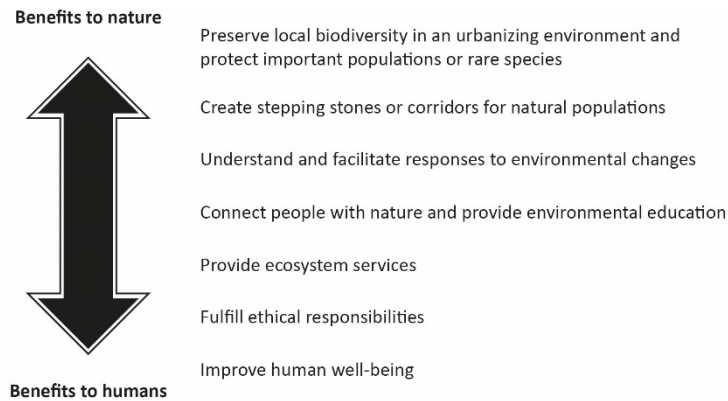 Benefits to nature
Preserve local biodiversity in an urbanizing environment and
protect important populations or rare species
Create stepping stones or corridors for natural populations
Understand and facilitate responses to environmental changes
Connect people with nature and provide environmental education
Provide ecosystem services
Fulfill ethical responsibilities
Improve human well-being
Benefits to humans